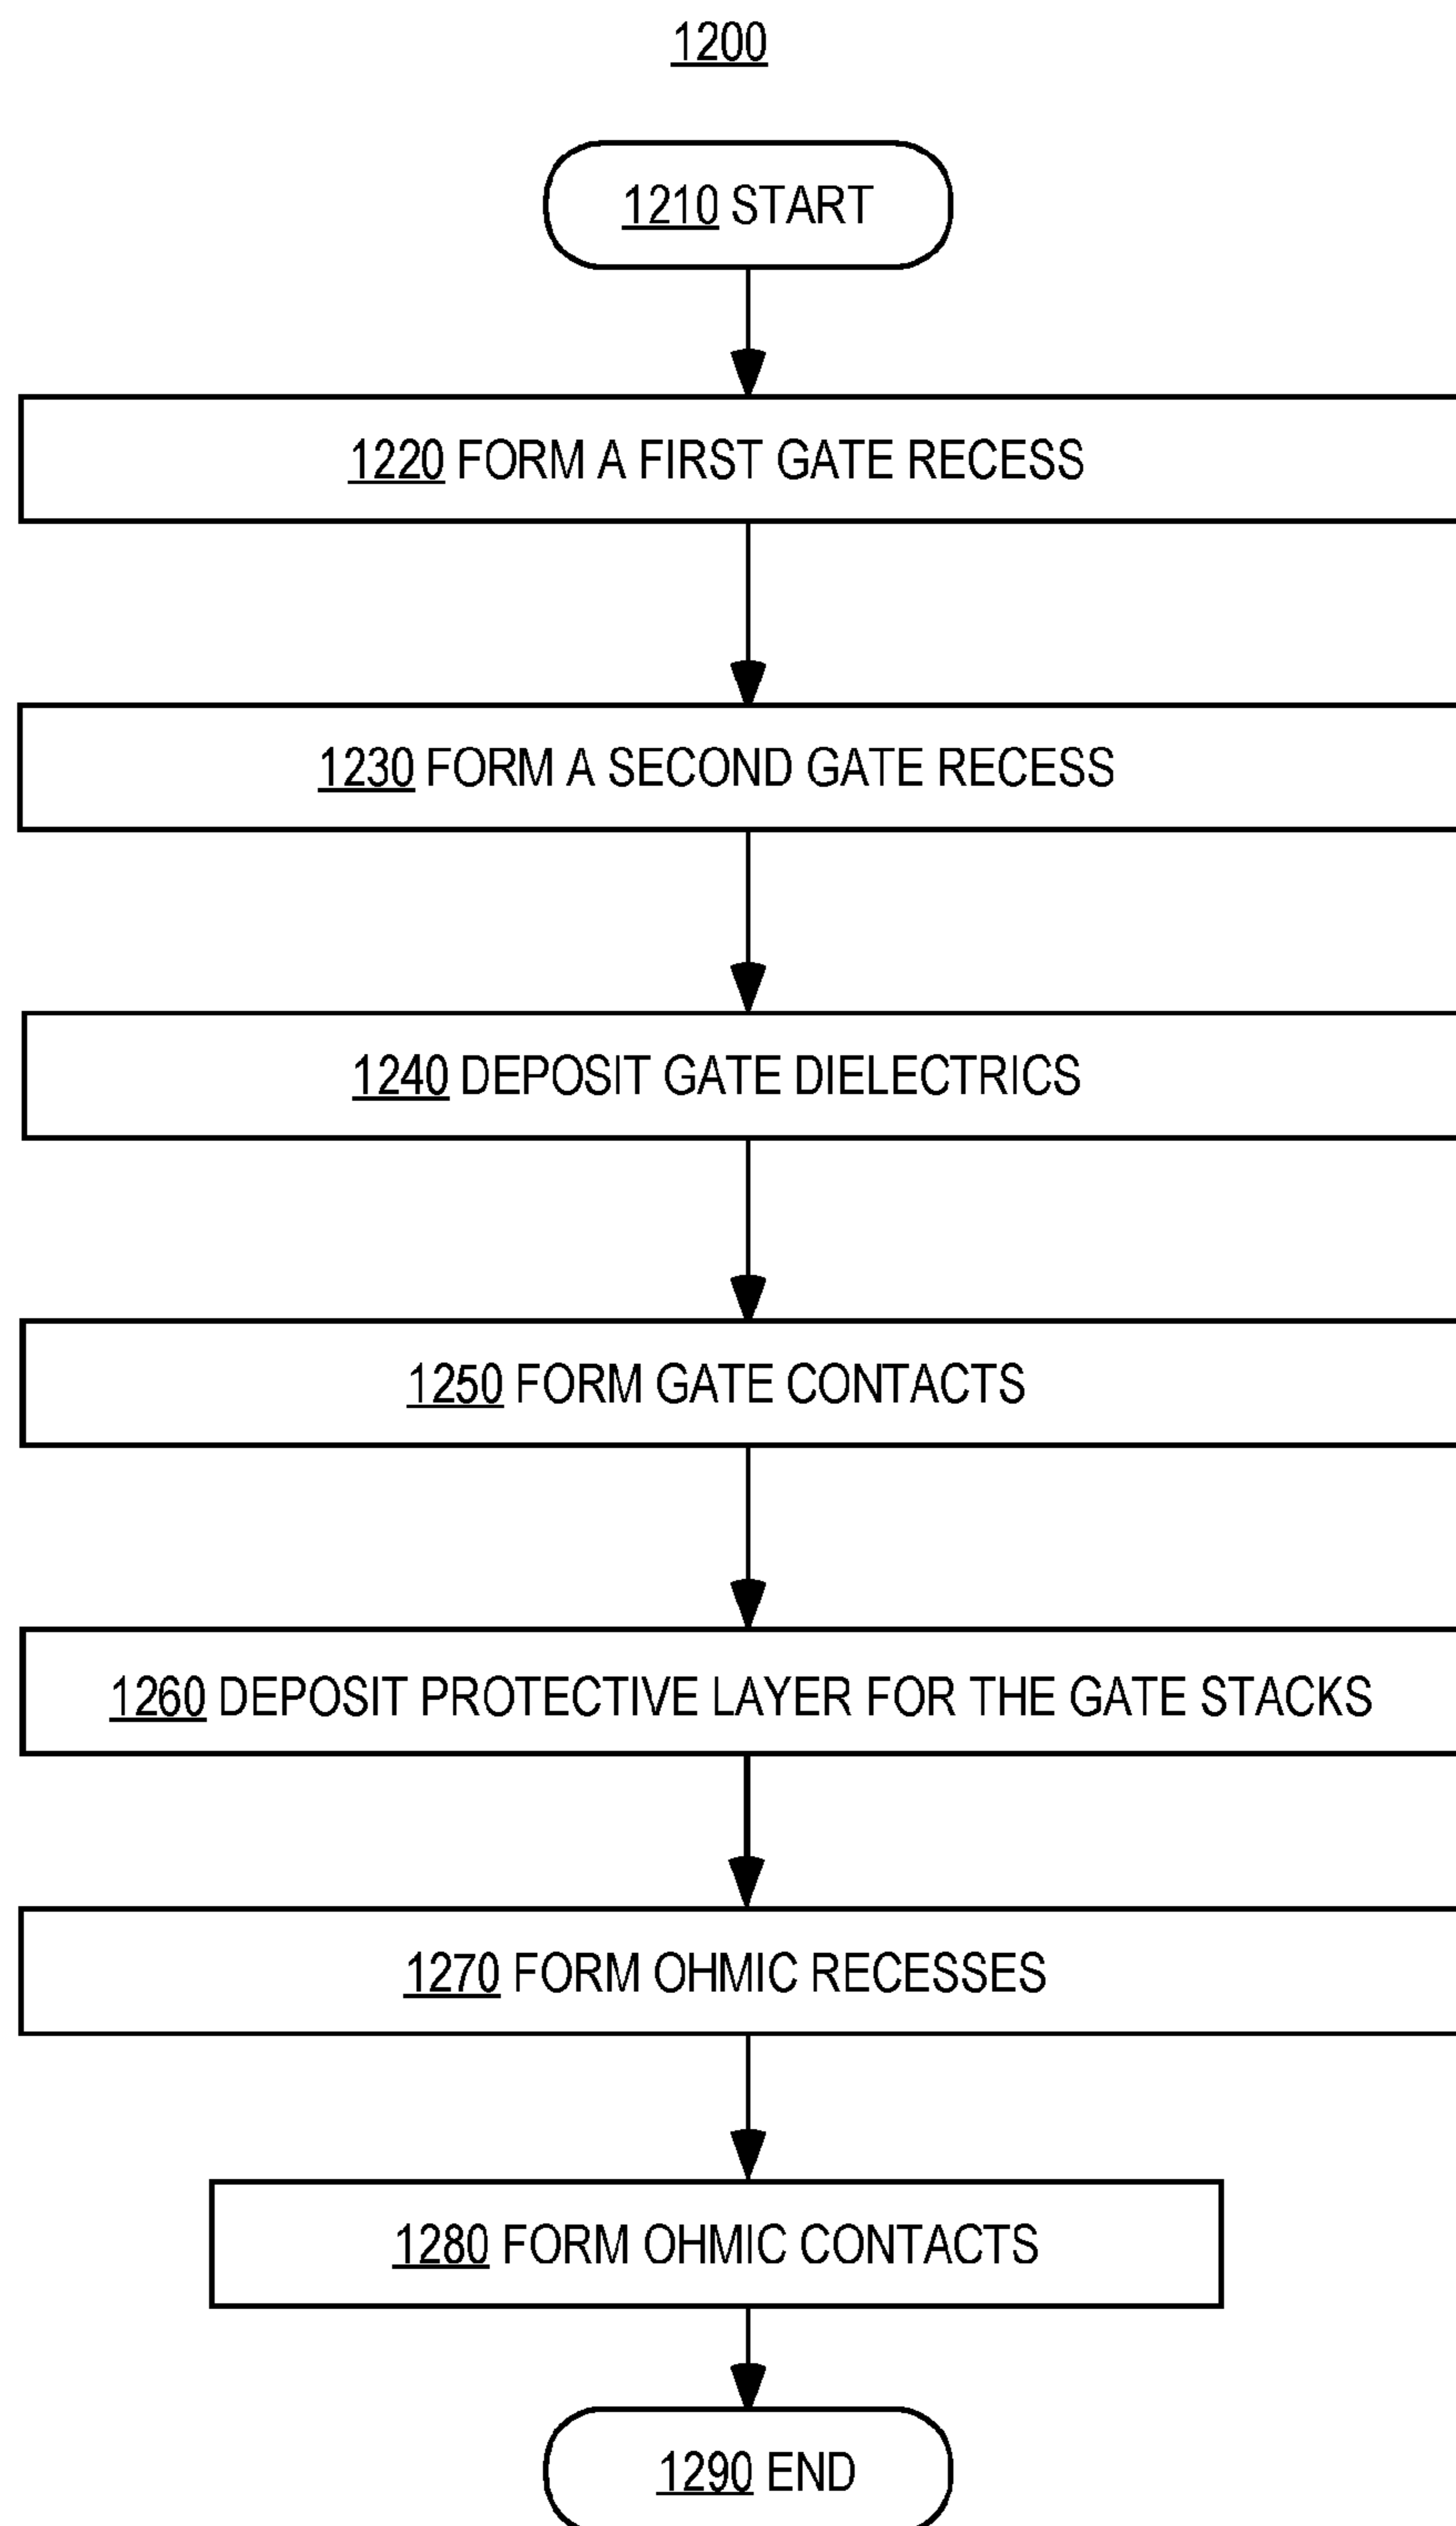 1200
1210 START
1220 FORM A FIRST GATE RECESS
1230 FORM A SECOND GATE RECESS
1240 DEPOSIT GATE DIELECTRICS
1250 FORM GATE CONTACTS
1260 DEPOSIT PROTECTIVE LAYER FOR THE GATE STACKS
1270 FORM OHMIC RECESSES
1280 FORM OHMIC CONTACTS
1290 END